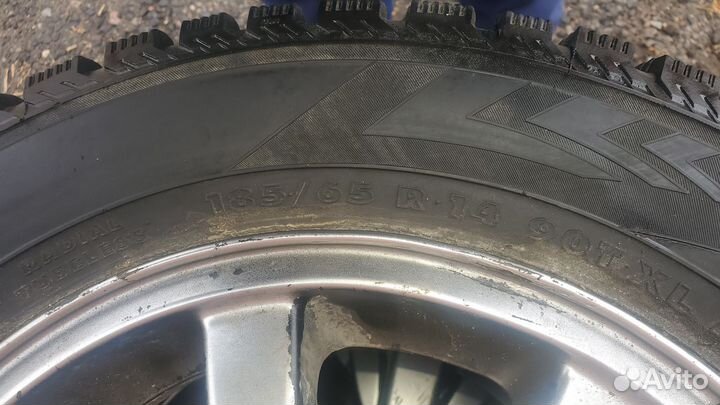 RADIAL
TUBELESS
185/65 R 14 90T XL
Avito